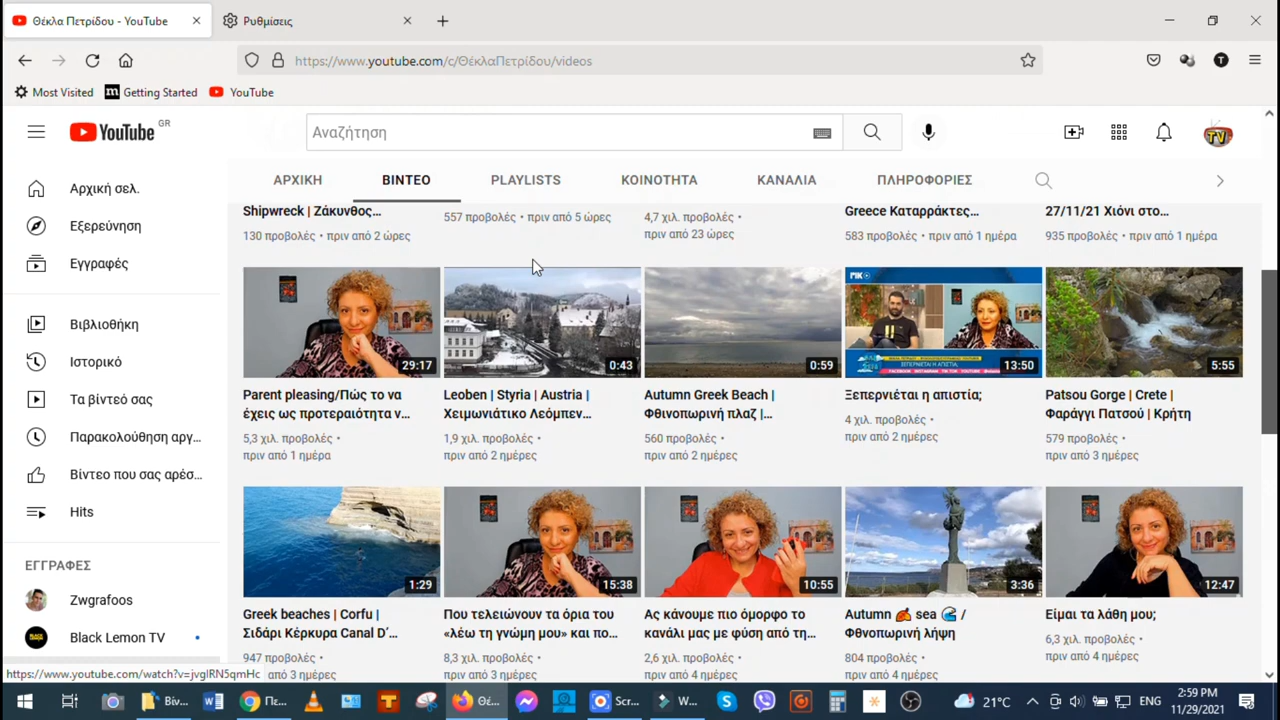 Θέκλα Πετρίδου - YouTube
Ρυθμίσεις
https://www.youtube.com/c/ΘέκλαΠετρίδου/videos
Most Visited
Getting Started
YouTube
YouTube GR
Αναζήτηση
TV
ΑΡΧΙΚΗ
ΒΙΝΤΕΟ
PLAYLISTS
ΚΟΙΝΟΤΗΤΑ
ΚΑΝΑΛΙΑ
ΠΛΗΡΟΦΟΡΙΕΣ
Αρχική σελ.
Εξερεύνηση
Εγγραφές
Βιβλιοθήκη
Ιστορικό
Τα βίντεό σας
Παρακολούθηση αργ...
Βίντεο που σας αρέσ...
Hits
ΕΓΓΡΑΦΕΣ
Zwgrafoos
Black Lemon TV
Shipwreck | Ζάκυνθος...
130 προβολές • πριν από 2 ώρες
557 προβολές • πριν από 5 ώρες
4,7 χιλ. προβολές •
πριν από 23 ώρες
Greece Καταρράκτες...
583 προβολές • πριν από 1 ημέρα
27/11/21 Χιόνι στο...
935 προβολές • πριν από 1 ημέρα
29:17
Parent pleasing/Πώς το να
έχεις ως προτεραιότητα ν...
5,3 χιλ. προβολές •
πριν από 1 ημέρα
0:43
Leoben | Styria | Austria |
Χειμωνιάτικο Λεόμπεν...
1,9 χιλ. προβολές •
πριν από 2 ημέρες
0:59
Autumn Greek Beach |
Φθινοπωρινή πλαζ |...
560 προβολές •
πριν από 2 ημέρες
ΡΙΚ
13:50
Ξεπερνιέται η απιστία;
4 χιλ. προβολές •
πριν από 2 ημέρες
5:55
Patsou Gorge | Crete |
Φαράγγι Πατσού | Κρήτη
579 προβολές •
πριν από 3 ημέρες
1:29
Greek beaches | Corfu |
Σιδάρι Κέρκυρα Canal D'...
947 προβολές •
από 3 ημέρες
15:38
Που τελειώνουν τα όρια του
«λέω τη γνώμη μου» και πο...
8,3 χιλ. προβολές •
πριν από 3 ημέρες
10:55
Ας κάνουμε πιο όμορφο το
κανάλι μας με φύση από τη...
2,6 χιλ. προβολές •
πριν από 4 ημέρες
3:36
Autumn 🍂 sea 🌊 /
Φθινοπωρινή λήψη
804 προβολές •
πριν από 4 ημέρες
12:47
Είμαι τα λάθη μου;
6,3 χιλ. προβολές •
πριν από 4 ημέρες
https://www.youtube.com/watch?v=jvglRN5qmHc
Βίν...
Πε...
Θέ...
Scr...
W...
21°C
ENG
2:59 PM
11/29/2021